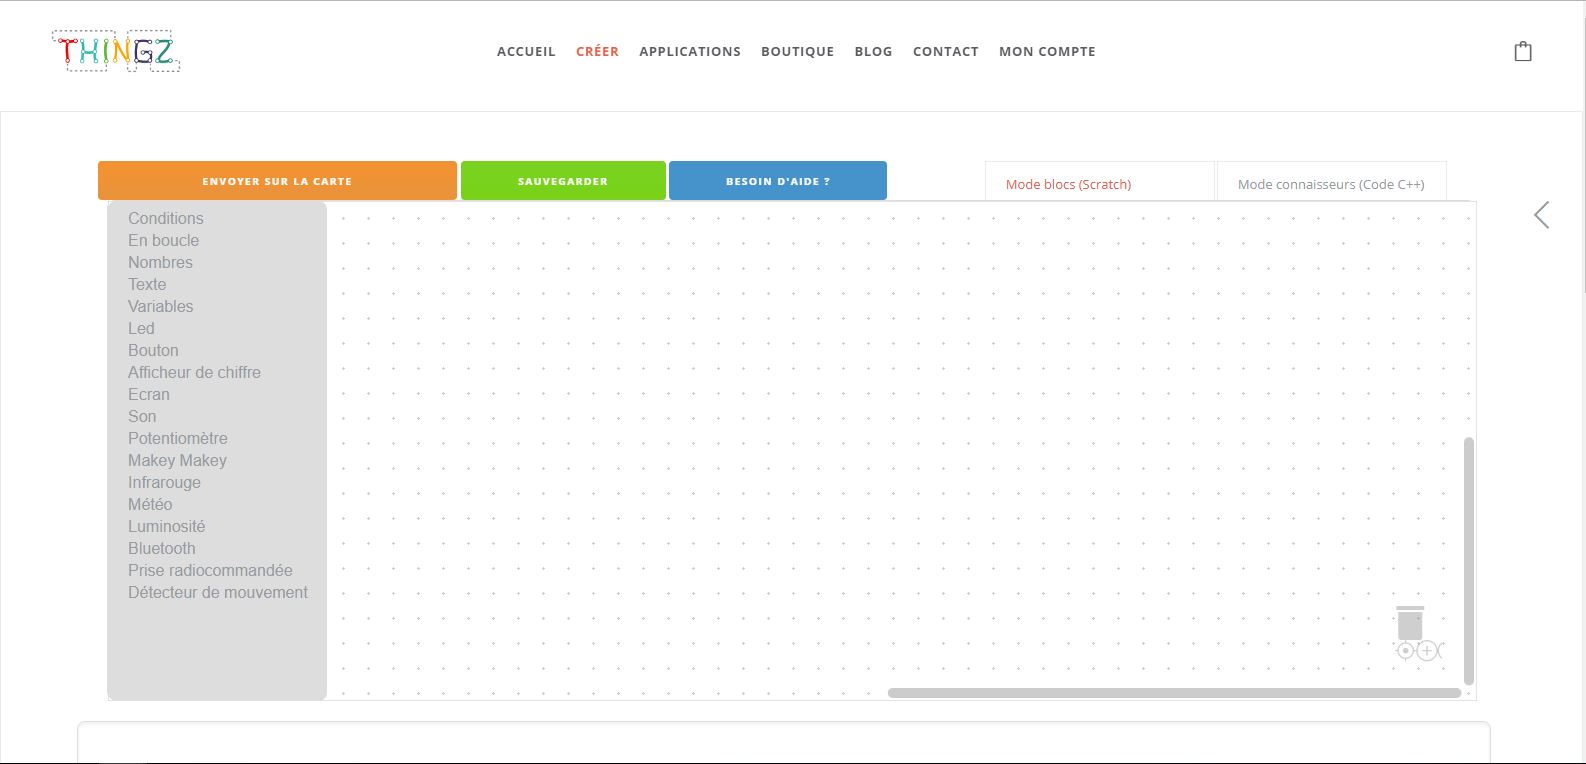 THINGZ
ACCUEIL CRÉER APPLICATIONS BOUTIQUE BLOG CONTACT MON COMPTE
ENVOYER SUR LA CARTE SAUVEGARDER BESOIN D'AIDE ? Mode blocs (Scratch) Mode connaisseurs (Code C++)
Conditions
En boucle
Nombres
Texte
Variables
Led
Bouton
Afficheur de chiffre
Ecran
Son
Potentiomètre
Makey Makey
Infrarouge
Météo
Luminosité
Bluetooth
Prise radiocommandée
Détecteur de mouvement